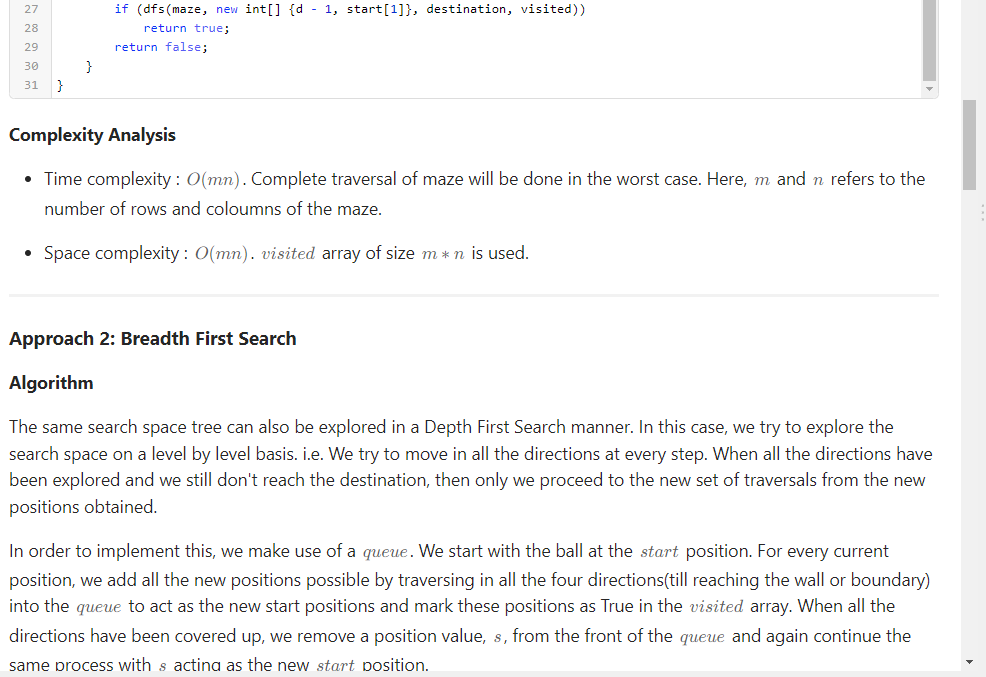 27 if (dfs(maze, new int[] {d - 1, start[1]}, destination, visited))
28 return true;
29 return false;
30 }
31 }
Complexity Analysis
• Time complexity : O(mn). Complete traversal of maze will be done in the worst case. Here, m and n refers to the
number of rows and coloumns of the maze.
• Space complexity : O(mn). visited array of size m * n is used.
Approach 2: Breadth First Search
Algorithm
The same search space tree can also be explored in a Depth First Search manner. In this case, we try to explore the
search space on a level by level basis. i.e. We try to move in all the directions at every step. When all the directions have
been explored and we still don't reach the destination, then only we proceed to the new set of traversals from the new
positions obtained.
In order to implement this, we make use of a queue. We start with the ball at the start position. For every current
position, we add all the new positions possible by traversing in all the four directions(till reaching the wall or boundary)
into the queue to act as the new start positions and mark these positions as True in the visited array. When all the
directions have been covered up, we remove a position value, s, from the front of the queue and again continue the
same process with s acting as the new start position.